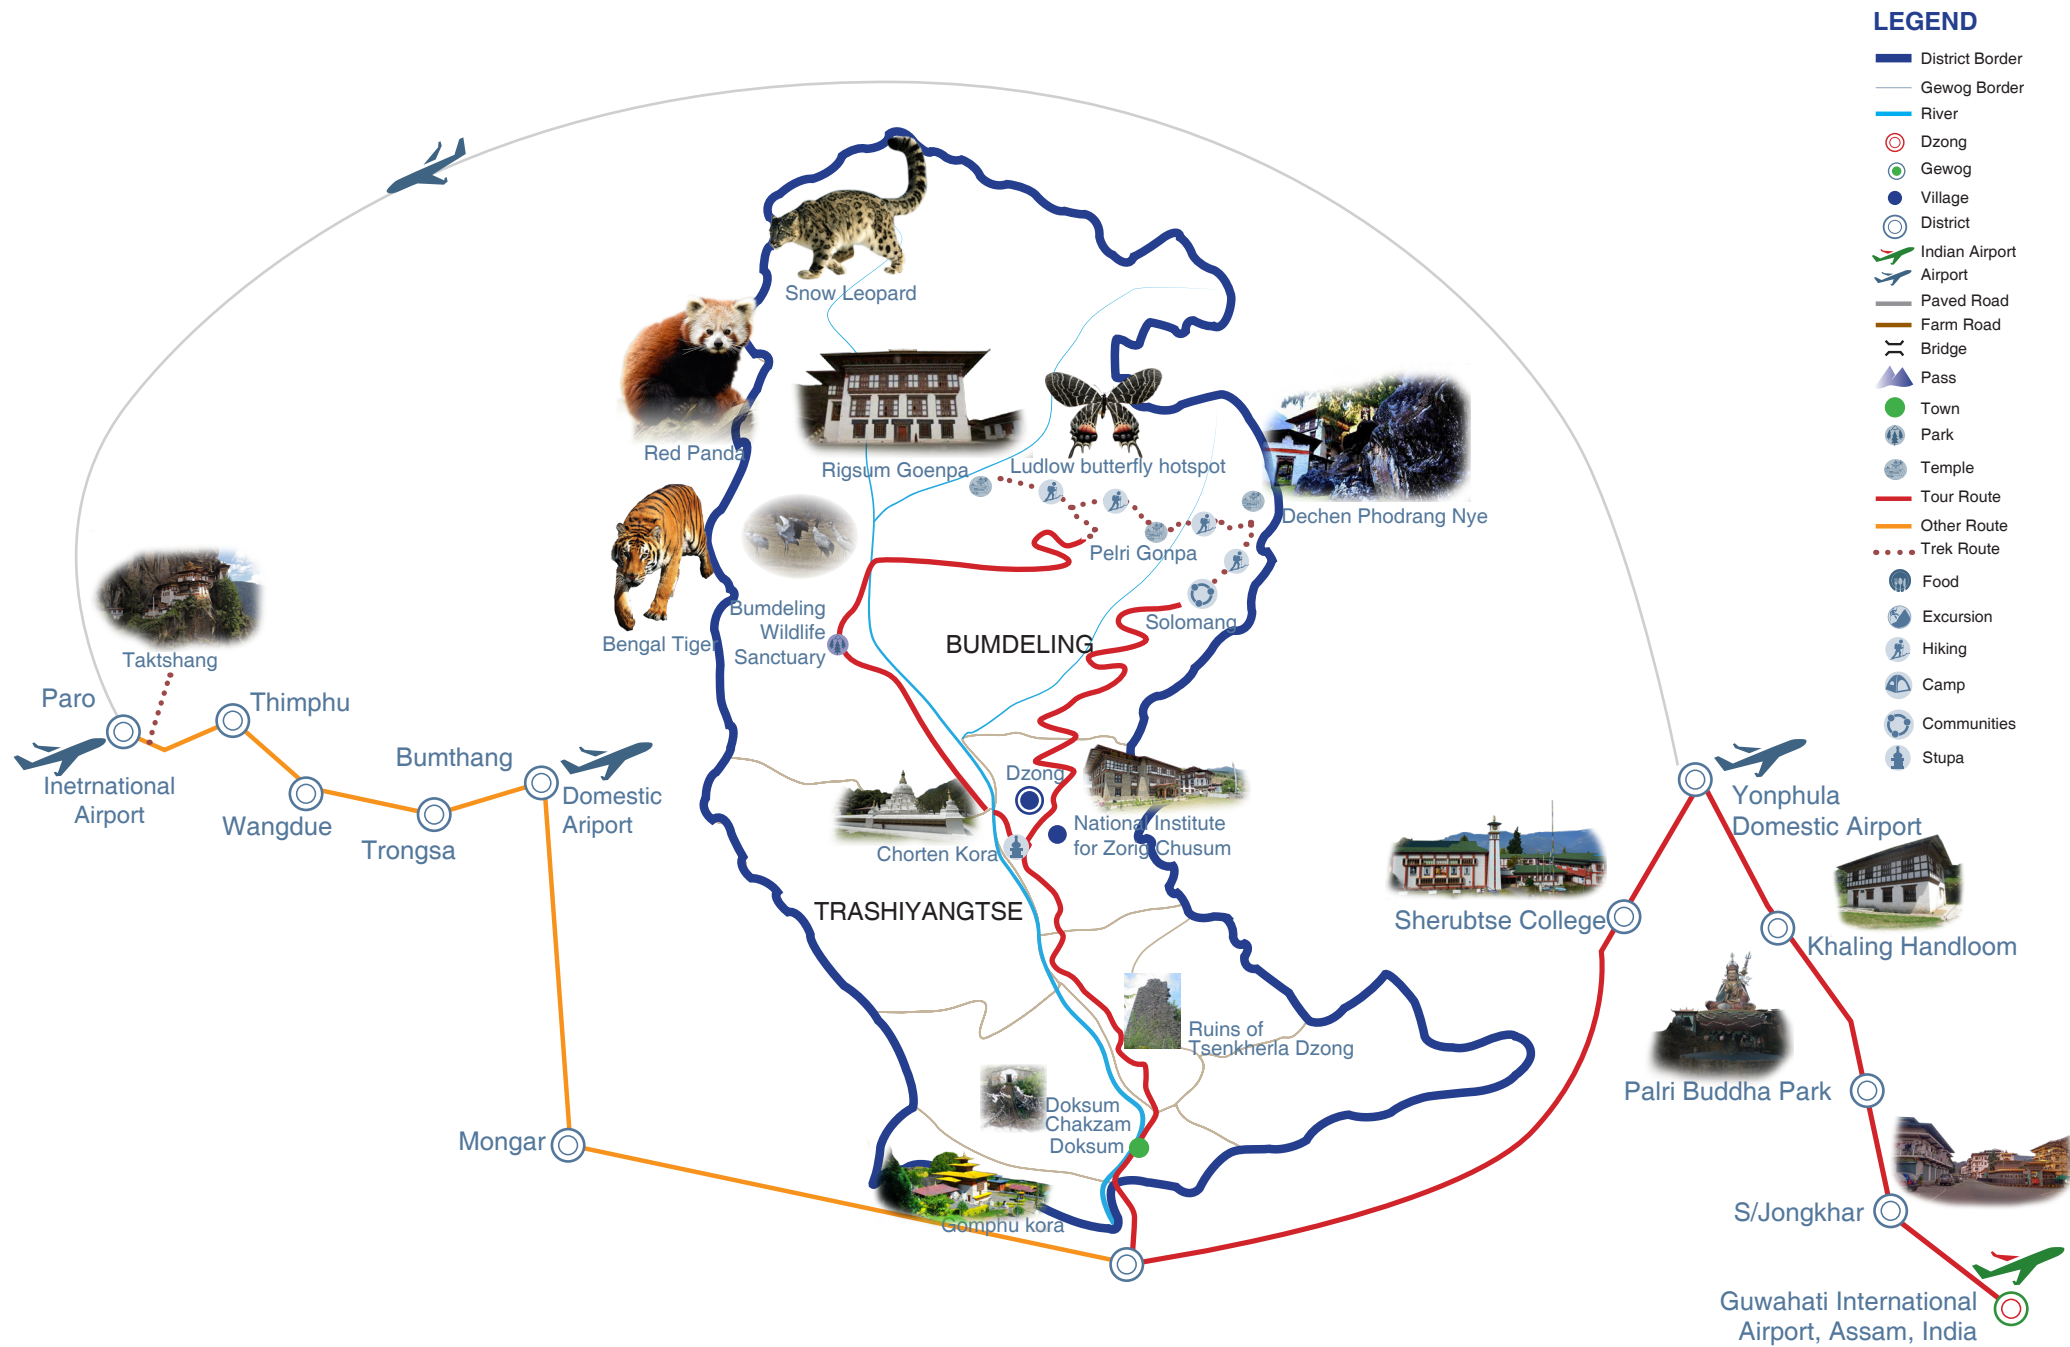 LEGEND
District Border
Gewog Border
River
Dzong
Gewog
Village
District
Indian Airport
Airport
Paved Road
Farm Road
Bridge
Pass
Town
Park
Temple
Tour Route
Other Route
Trek Route
Food
Excursion
Hiking
Camp
Communities
Stupa
Snow Leopard
Red Panda
Rigsum Goenpa
Ludlow butterfly hotspot
Dechen Phodrang Nye
Pelri Gonpa
Bengal Tiger
Bumdeling
Wildlife
Sanctuary
Solomang
BUMDELING
Taktshang
Paro
Thimphu
Inetrnational
Airport
Wangdue
Bumthang
Trongsa
Domestic
Ariport
Dzong
National Institute
for Zorig Chusum
Chorten Kora
TRASHIYANGTSE
Yonphula
Domestic Airport
Sherubtse College
Khaling Handloom
Ruins of
Tsenkherla Dzong
Palri Buddha Park
Doksum
Chakzam
Doksum
Mongar
Gomphu kora
S/Jongkhar
Guwahati International
Airport, Assam, India